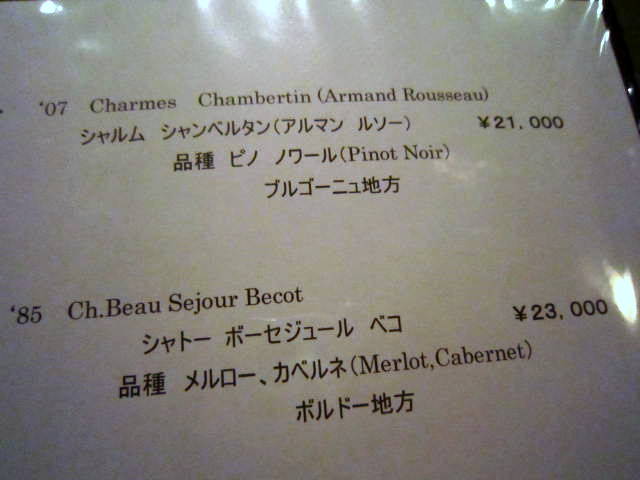 '07 Charmes Chambertin (Armand Rousseau)
シャルム シャンベルタン(アルマン ルソー) ¥21,000
品種 ピノ ノワール(Pinot Noir)
ブルゴーニュ地方
'85 Ch.Beau Sejour Becot
シャトー ボーセジュール ベコ ¥23,000
品種 メルロー、カベルネ(Merlot,Cabernet)
ボルドー地方